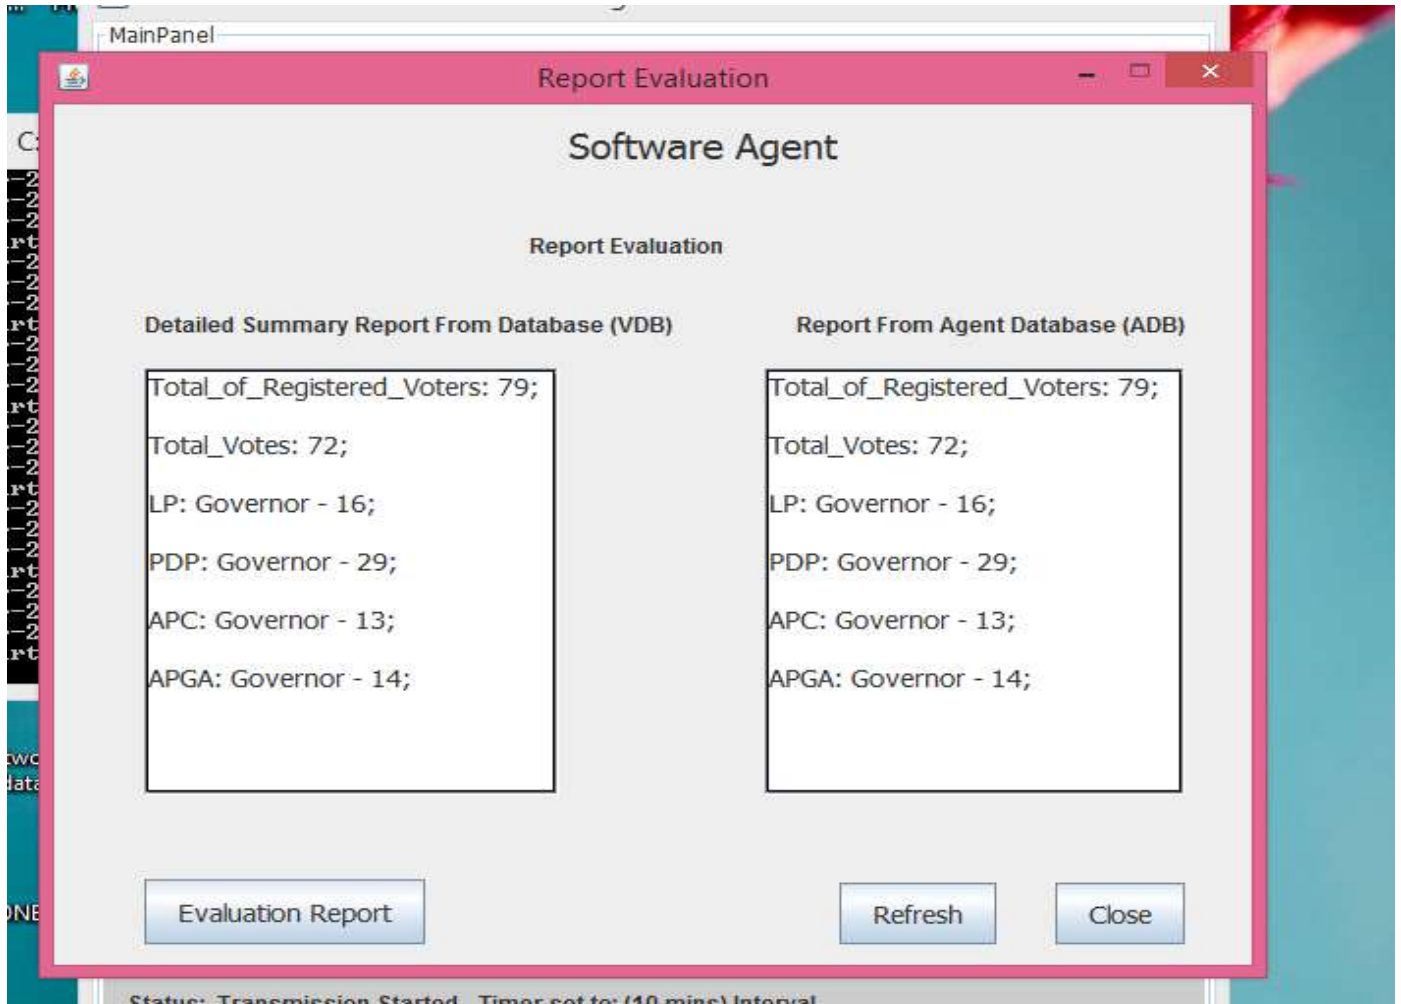 MainPanel
Report Evaluation
Software Agent
Report Evaluation
Detailed Summary Report From Database (VDB)
Report From Agent Database (ADB)
Total_of_Registered_Voters: 79;
Total_Votes: 72;
LP: Governor - 16;
PDP: Governor - 29;
APC: Governor - 13;
APGA: Governor - 14;
Total_of_Registered_Voters: 79;
Total_Votes: 72;
LP: Governor - 16;
PDP: Governor - 29;
APC: Governor - 13;
APGA: Governor - 14;
Evaluation Report
Refresh
Close
Status: Transmission Started. Timer set to: (10 mins) Interval
C: